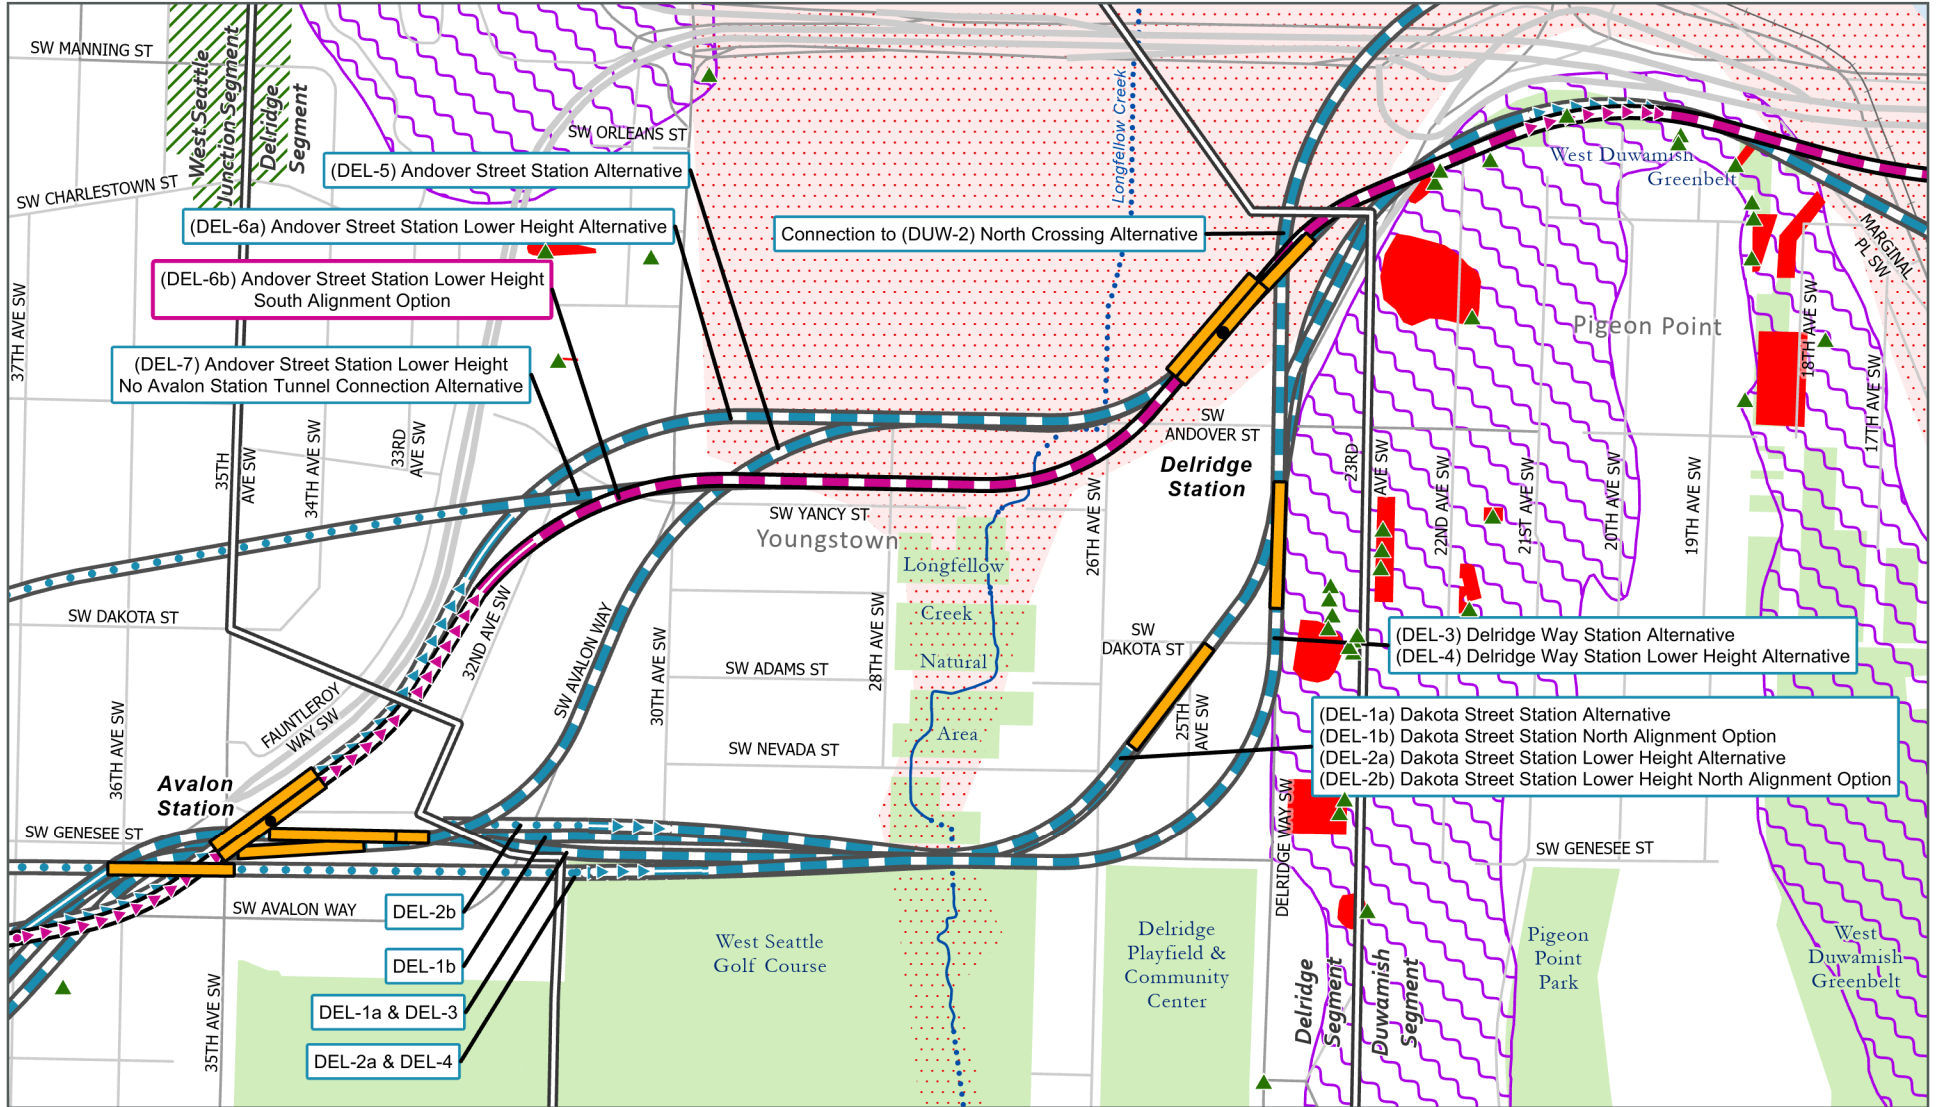 SW MANNING ST
West Seattle
Junction Segment
Delridge
Segment
SW ORLEANS ST
Longfellow Creek
SW CHARLESTOWN ST
(DEL-5) Andover Street Station Alternative
(DEL-6a) Andover Street Station Lower Height Alternative
Connection to (DUW-2) North Crossing Alternative
(DEL-6b) Andover Street Station Lower Height
South Alignment Option
(DEL-7) Andover Street Station Lower Height
No Avalon Station Tunnel Connection Alternative
West Duwamish
Greenbelt
MARGINAL
PL SW
Pigeon Point
37TH AVE SW
35TH
AVE SW
34TH AVE SW
33RD
AVE SW
SW
ANDOVER ST
Delridge
Station
SW YANCY ST
Youngstown
26TH AVE SW
23RD
AVE SW
22ND AVE SW
21ST AVE SW
20TH AVE SW
19TH AVE SW
18TH AVE SW
17TH AVE SW
Longfellow
Creek
Natural
Area
SW DAKOTA ST
32ND AVE SW
SW AVALON WAY
30TH AVE SW
28TH AVE SW
SW ADAMS ST
SW NEVADA ST
SW
DAKOTA ST
25TH
AVE SW
(DEL-3) Delridge Way Station Alternative
(DEL-4) Delridge Way Station Lower Height Alternative
(DEL-1a) Dakota Street Station Alternative
(DEL-1b) Dakota Street Station North Alignment Option
(DEL-2a) Dakota Street Station Lower Height Alternative
(DEL-2b) Dakota Street Station Lower Height North Alignment Option
FAUNTLEROY
WAY SW
36TH AVE SW
Avalon
Station
SW GENESEE ST
SW GENESEE ST
DELRIDGE WAY SW
SW AVALON WAY
35TH AVE SW
DEL-2b
DEL-1b
DEL-1a & DEL-3
DEL-2a & DEL-4
West Seattle
Golf Course
Delridge
Playfield &
Community
Center
Delridge
Segment
Duwamish
Segment
Pigeon
Point
Park
West
Duwamish
Greenbelt